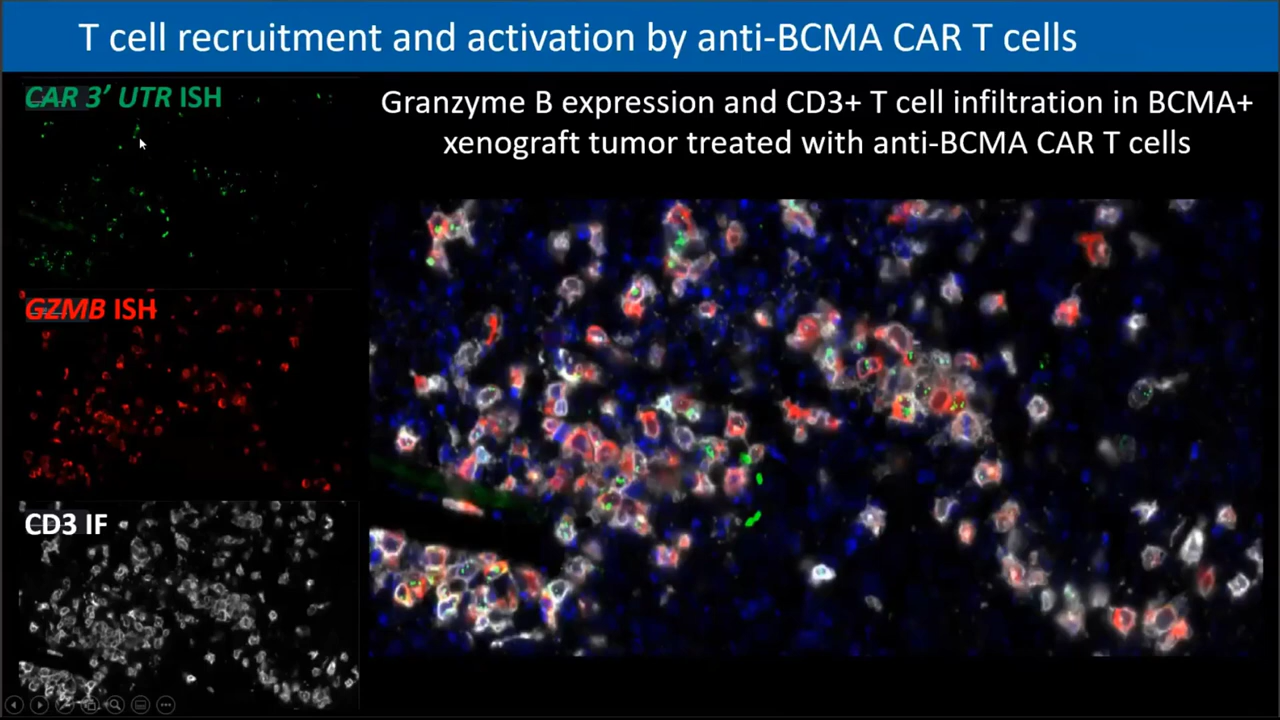 T cell recruitment and activation by anti-BCMA CAR T cells
CAR 3’ UTR ISH
Granzyme B expression and CD3+ T cell infiltration in BCMA+
xenograft tumor treated with anti-BCMA CAR T cells
GZMB ISH
CD3 IF